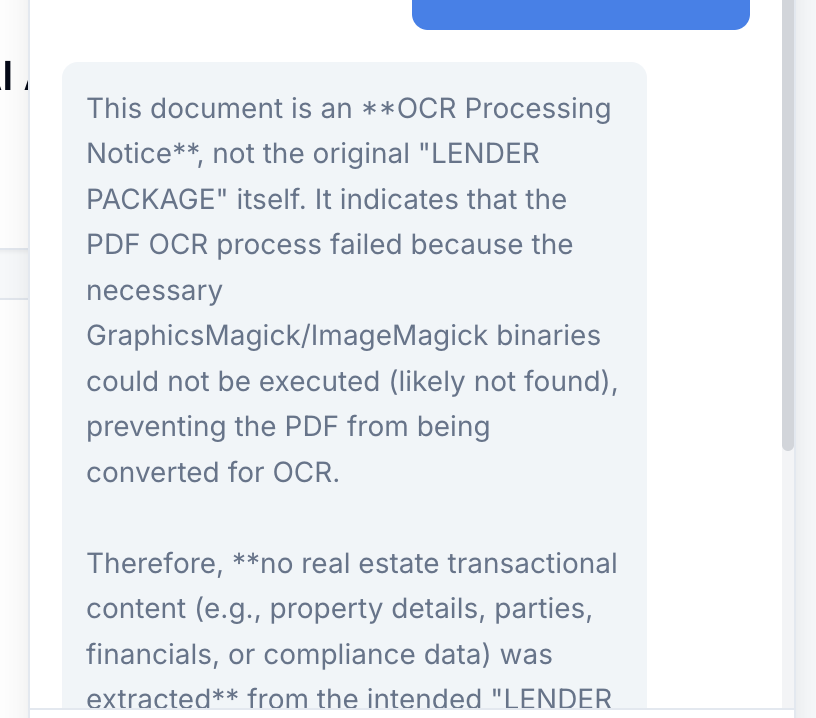 This document is an **OCR Processing
Notice**, not the original "LENDER
PACKAGE" itself. It indicates that the
PDF OCR process failed because the
necessary
GraphicsMagick/ImageMagick binaries
could not be executed (likely not found),
preventing the PDF from being
converted for OCR.

Therefore, **no real estate transactional
content (e.g., property details, parties,
financials, or compliance data) was
extracted** from the intended "LENDER